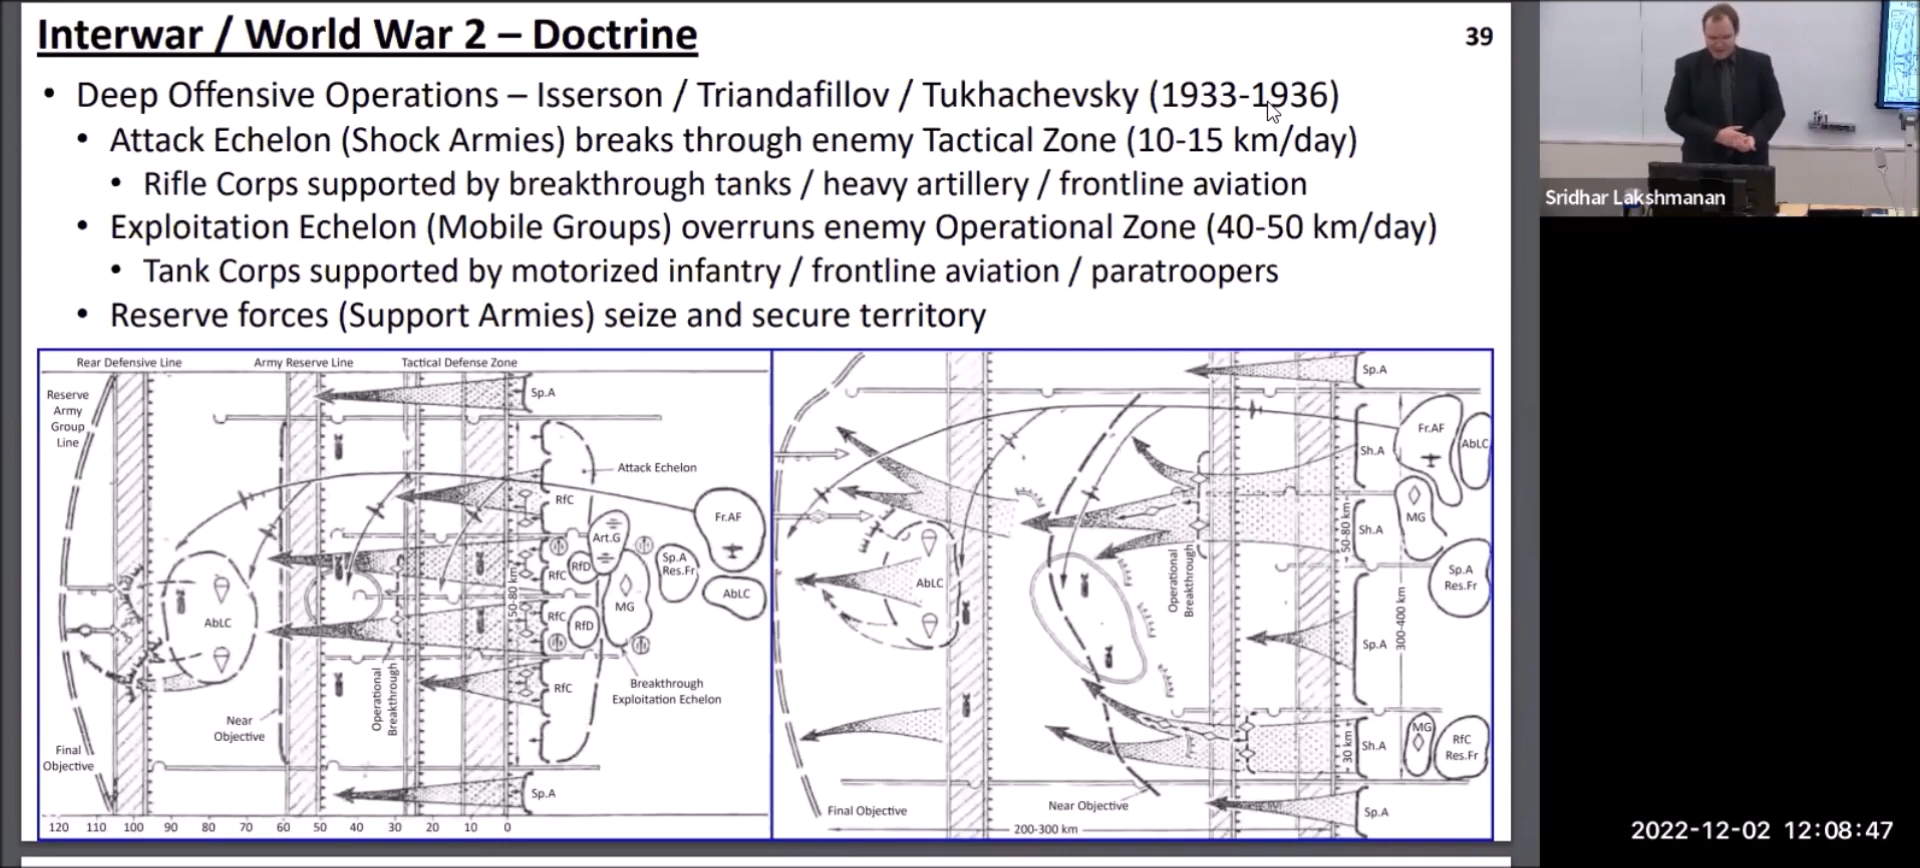 Interwar / World War 2 – Doctrine
39
• Deep Offensive Operations – Isserson / Triandafillov / Tukhachevsky (1933-1936)
• Attack Echelon (Shock Armies) breaks through enemy Tactical Zone (10-15 km/day)
• Rifle Corps supported by breakthrough tanks / heavy artillery / frontline aviation
• Exploitation Echelon (Mobile Groups) overruns enemy Operational Zone (40-50 km/day)
• Tank Corps supported by motorized infantry / frontline aviation / paratroopers
• Reserve forces (Support Armies) seize and secure territory
Rear Defensive Line
Army Reserve Line
Tactical Defense Zone
Reserve
Army
Group
Line
Sp.A
Attack Echelon
RfC
Fr.AF
Art.G
RfD
RfC
Sp.A
Res.Fr
MG
AbLC
AbLC
50-80 km
RfC
RfD
RfC
Operational
Breakthrough
Breakthrough
Exploitation Echelon
Near
Objective
Final
Objective
Sp.A
120 110 100 90 80 70 60 50 40 30 20 10 0
Sp.A
Sh.A
Fr.AF
AbLC
MG
Sh.A
50-80 km
Operational
Breakthrough
AbLC
Sp.A
Res.Fr
300-400 km
Sp.A
MG
Sh.A
30 km
RfC
Res.Fr
Final Objective
Near Objective
Sp.A
200-300 km
Sridhar Lakshmanan
2022-12-02 12:08:47